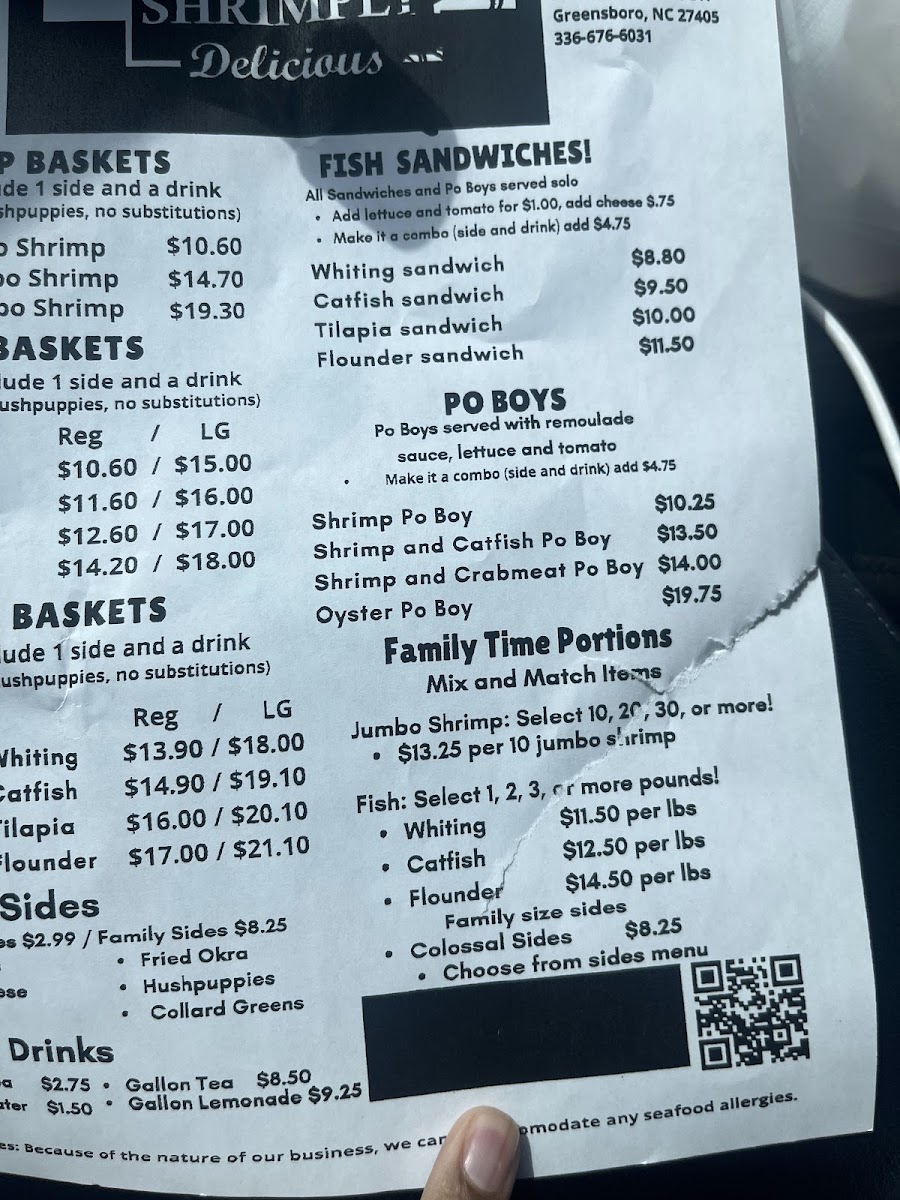 SHRIMPLY
Delicious
Greensboro, NC 27405
336-676-6031
P BASKETS
de 1 side and a drink
shpuppies, no substitutions)
o Shrimp $10.60
bo Shrimp $14.70
bo Shrimp $19.30
BASKETS
lude 1 side and a drink
ushpuppies, no substitutions)
Reg / LG
$10.60 / $15.00
$11.60 / $16.00
$12.60 / $17.00
$14.20 / $18.00
BASKETS
lude 1 side and a drink
ushpuppies, no substitutions)
Reg / LG
Whiting $13.90 / $18.00
Catfish $14.90 / $19.10
Tilapia $16.00 / $20.10
Flounder $17.00 / $21.10
Sides
es $2.99 / Family Sides $8.25
• Fried Okra
ese • Hushpuppies
• Collard Greens
Drinks
a $2.75 • Gallon Tea $8.50
ater $1.50 • Gallon Lemonade $9.25
FISH SANDWICHES!
All Sandwiches and Po Boys served solo
• Add lettuce and tomato for $1.00, add cheese $.75
• Make it a combo (side and drink) add $4.75
Whiting sandwich $8.80
Catfish sandwich $9.50
Tilapia sandwich $10.00
Flounder sandwich $11.50
PO BOYS
Po Boys served with remoulade
sauce, lettuce and tomato
• Make it a combo (side and drink) add $4.75
Shrimp Po Boy $10.25
Shrimp and Catfish Po Boy $13.50
Shrimp and Crabmeat Po Boy $14.00
Oyster Po Boy $19.75
Family Time Portions
Mix and Match Items
Jumbo Shrimp: Select 10, 20, 30, or more!
• $13.25 per 10 jumbo shrimp
Fish: Select 1, 2, 3, or more pounds!
• Whiting $11.50 per lbs
• Catfish $12.50 per lbs
• Flounder $14.50 per lbs
Family size sides
• Colossal Sides $8.25
• Choose from sides menu
es: Because of the nature of our business, we can omodate any seafood allergies.